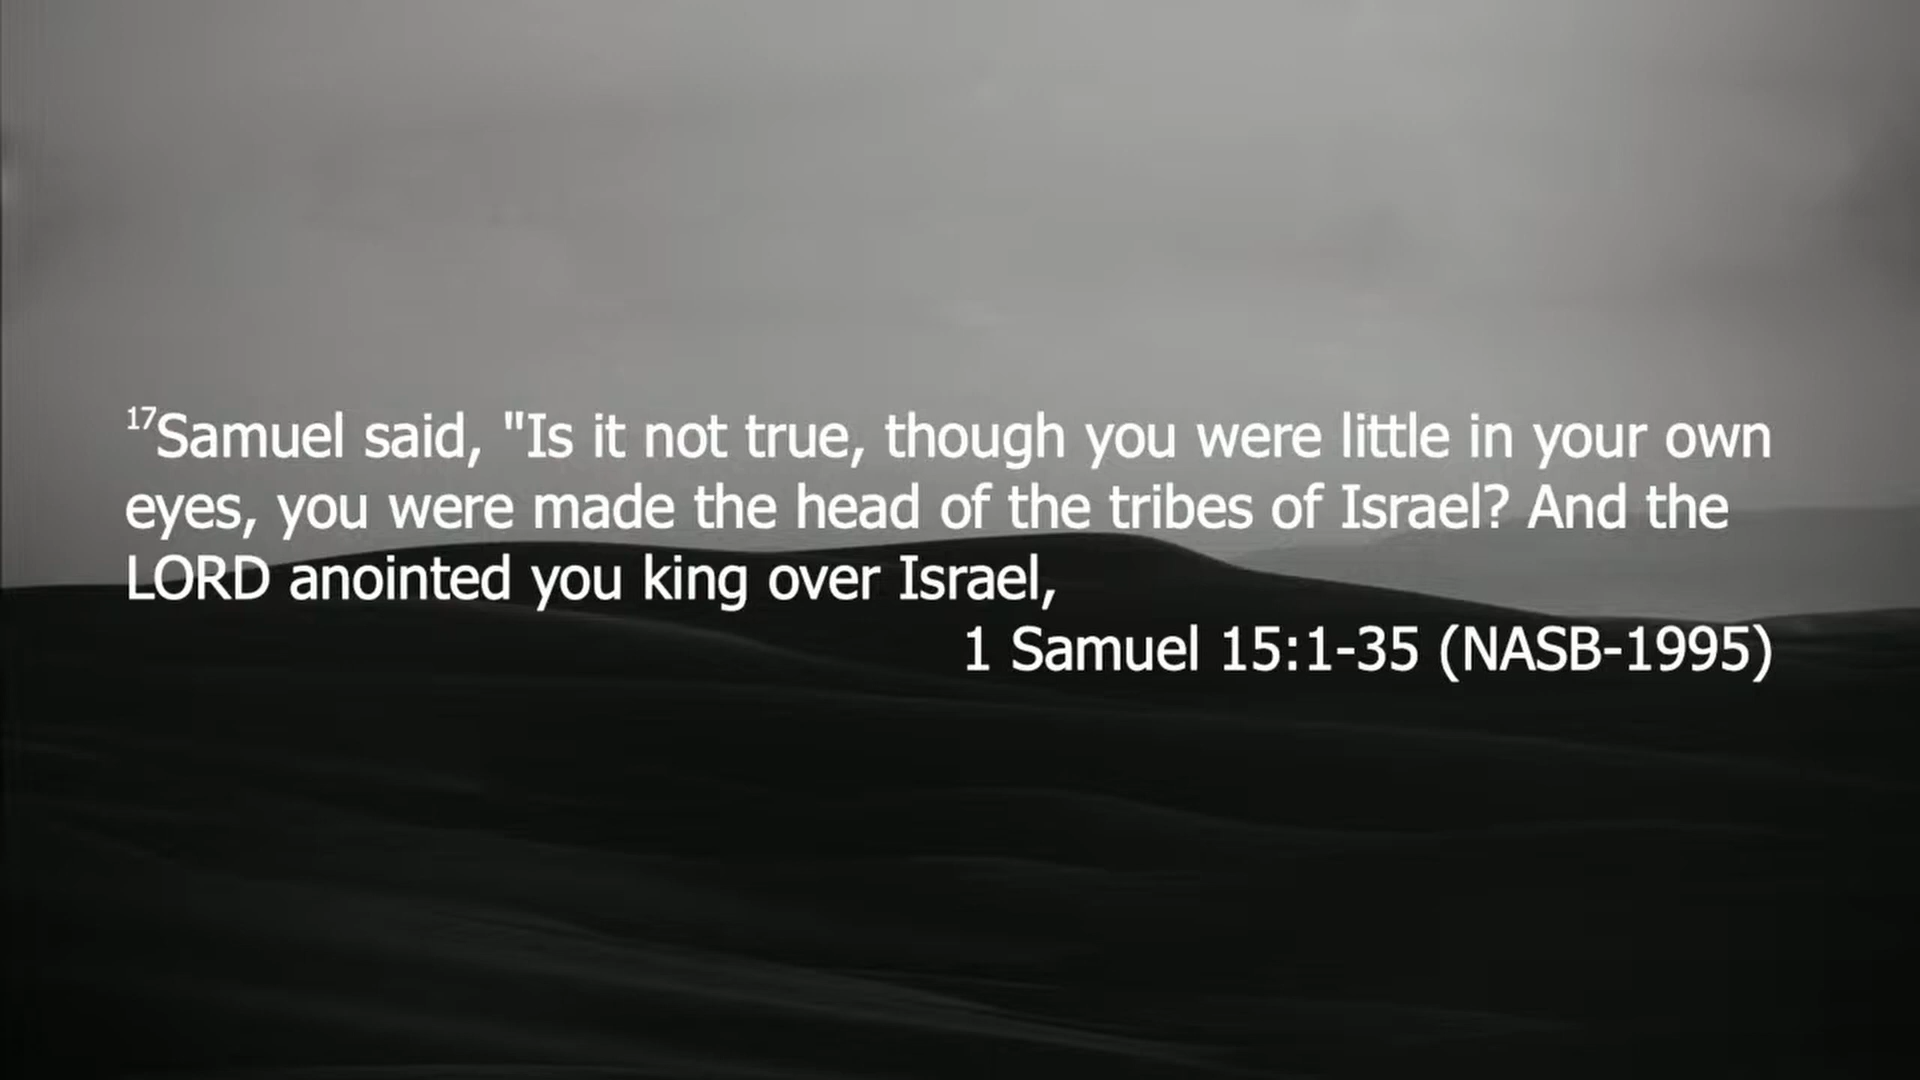 17Samuel said, "Is it not true, though you were little in your own
eyes, you were made the head of the tribes of Israel? And the
LORD anointed you king over Israel,
1 Samuel 15:1-35 (NASB-1995)